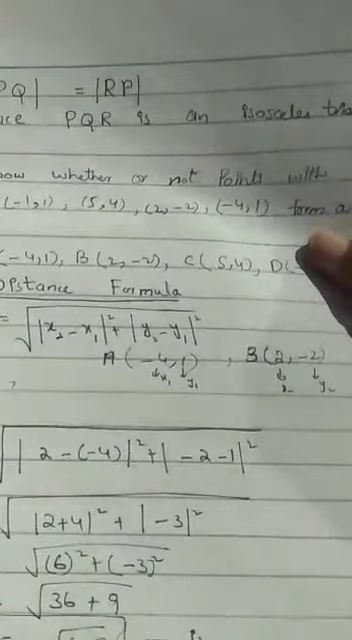 PQ| = |RP|
PQR is an isosceles
whether or not Points with
(-1,1), (5,4), (2,-2), (-4,1) form a
-4,1), B(2,-2), C(5,4), D(-
Distance Formula
= √|x₂ - x₁|² + |y₂ - y₁|²
A(-4,1), B(2,-2)
x₁ y₁ x₂ y₂
√|2-(-4)|² + |-2-1|²
√|2+4|² + |-3|²
√(6)² + (-3)²
√36 + 9